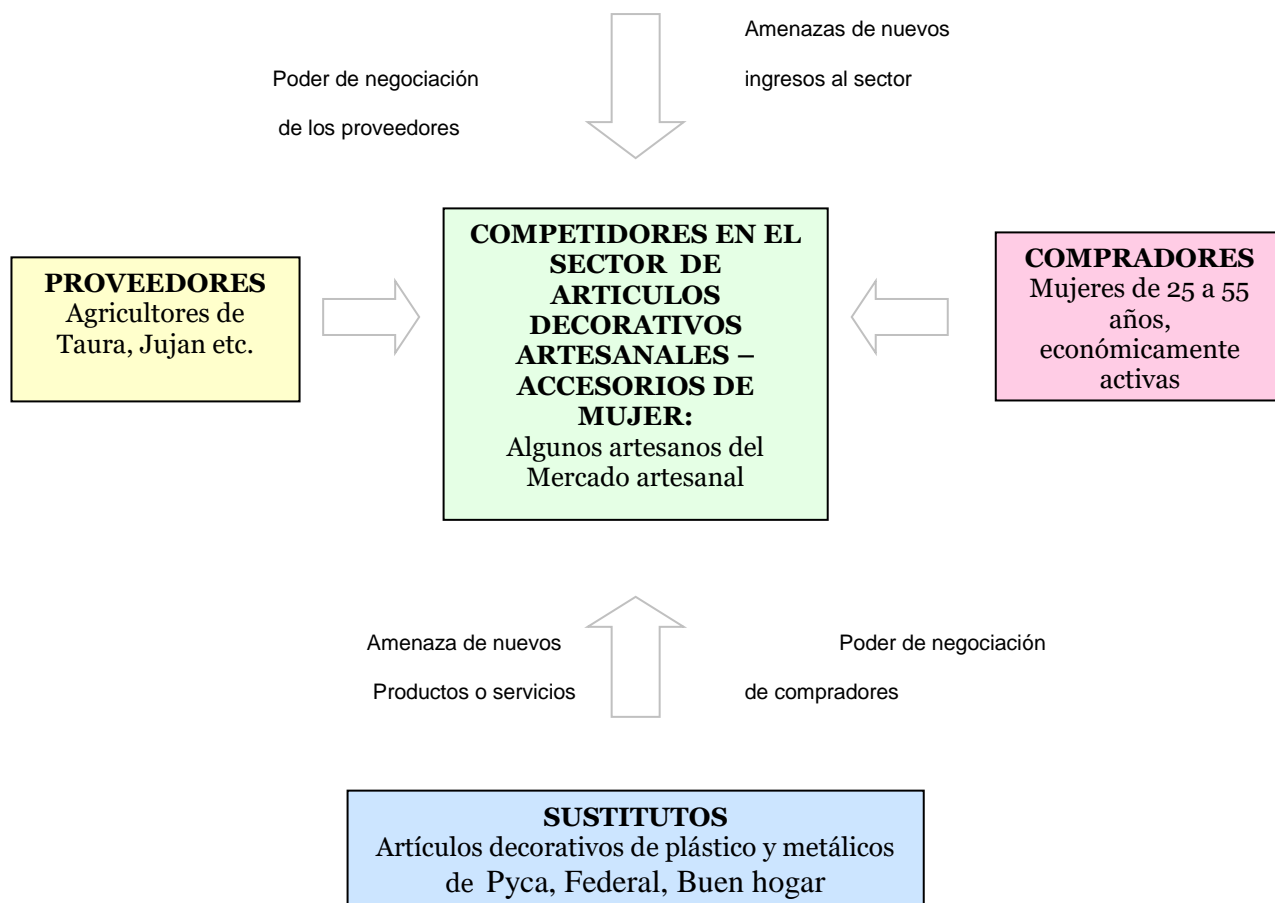 Amenazas de nuevos
ingresos al sector
Poder de negociación
de los proveedores
PROVEEDORES
Agricultores de
Taura, Jujan etc.
COMPETIDORES EN EL
SECTOR DE
ARTICULOS
DECORATIVOS
ARTESANALES –
ACCESORIOS DE
MUJER:
Algunos artesanos del
Mercado artesanal
COMPRADORES
Mujeres de 25 a 55
años,
económicamente
activas
Amenaza de nuevos
Productos o servicios
Poder de negociación
de compradores
SUSTITUTOS
Artículos decorativos de plástico y metálicos
de Pyca, Federal, Buen hogar